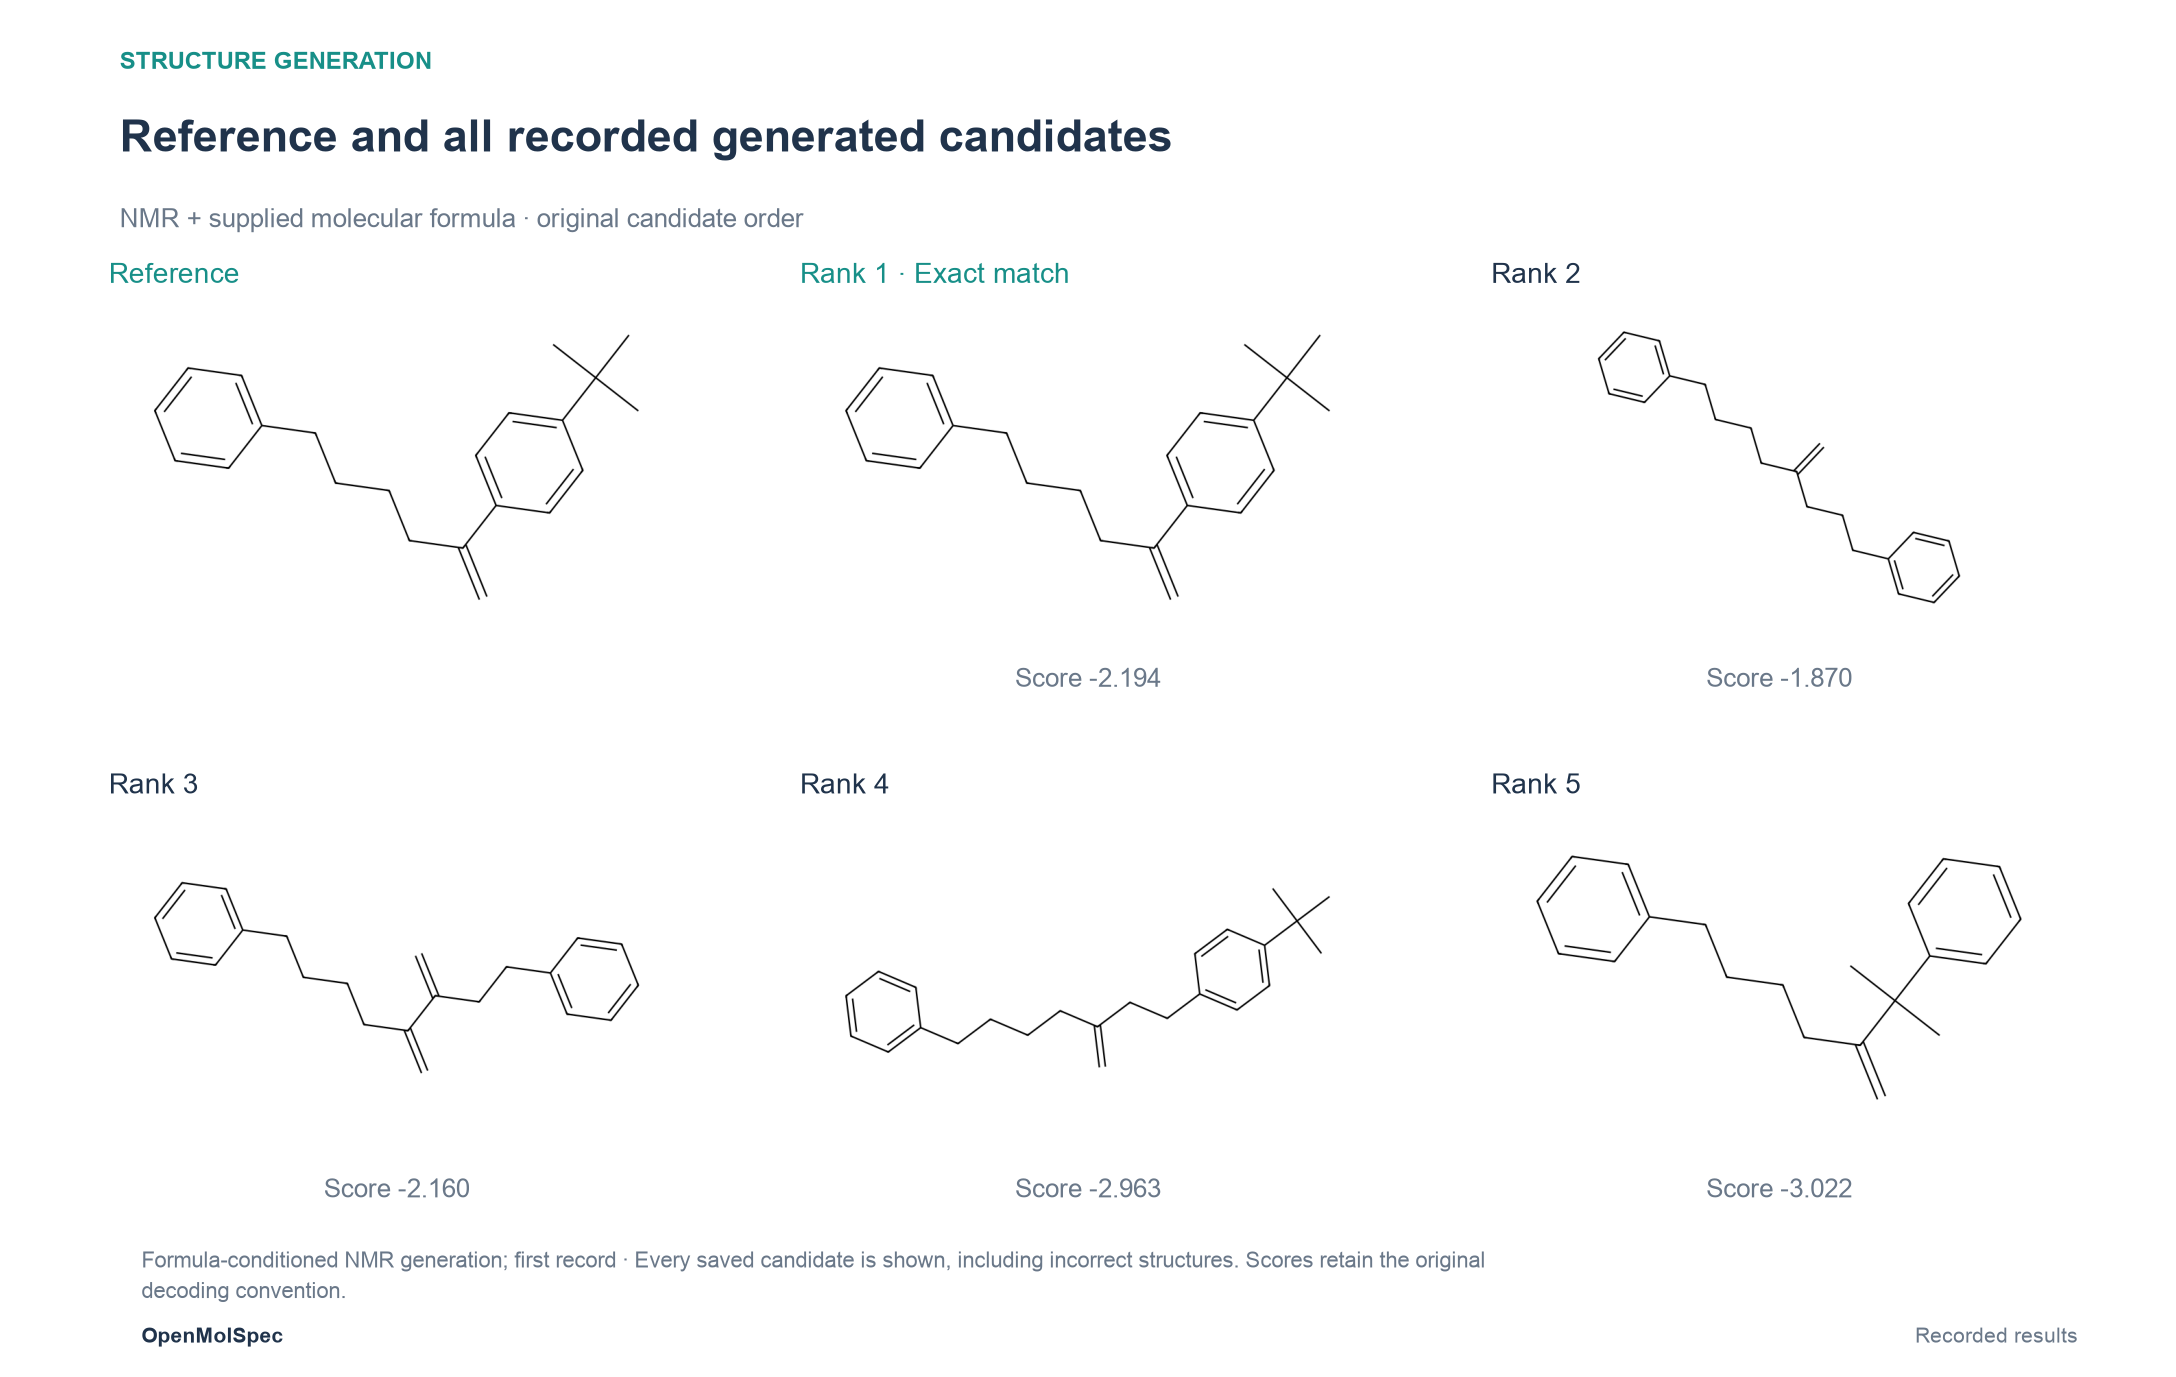 STRUCTURE GENERATION
Reference and all recorded generated candidates
NMR + supplied molecular formula · original candidate order
Reference
Rank 1 · Exact match
Rank 2
Score -2.194
Score -1.870
Rank 3
Rank 4
Rank 5
Score -2.160
Score -2.963
Score -3.022
Formula-conditioned NMR generation; first record · Every saved candidate is shown, including incorrect structures. Scores retain the original
decoding convention.
OpenMolSpec
Recorded results